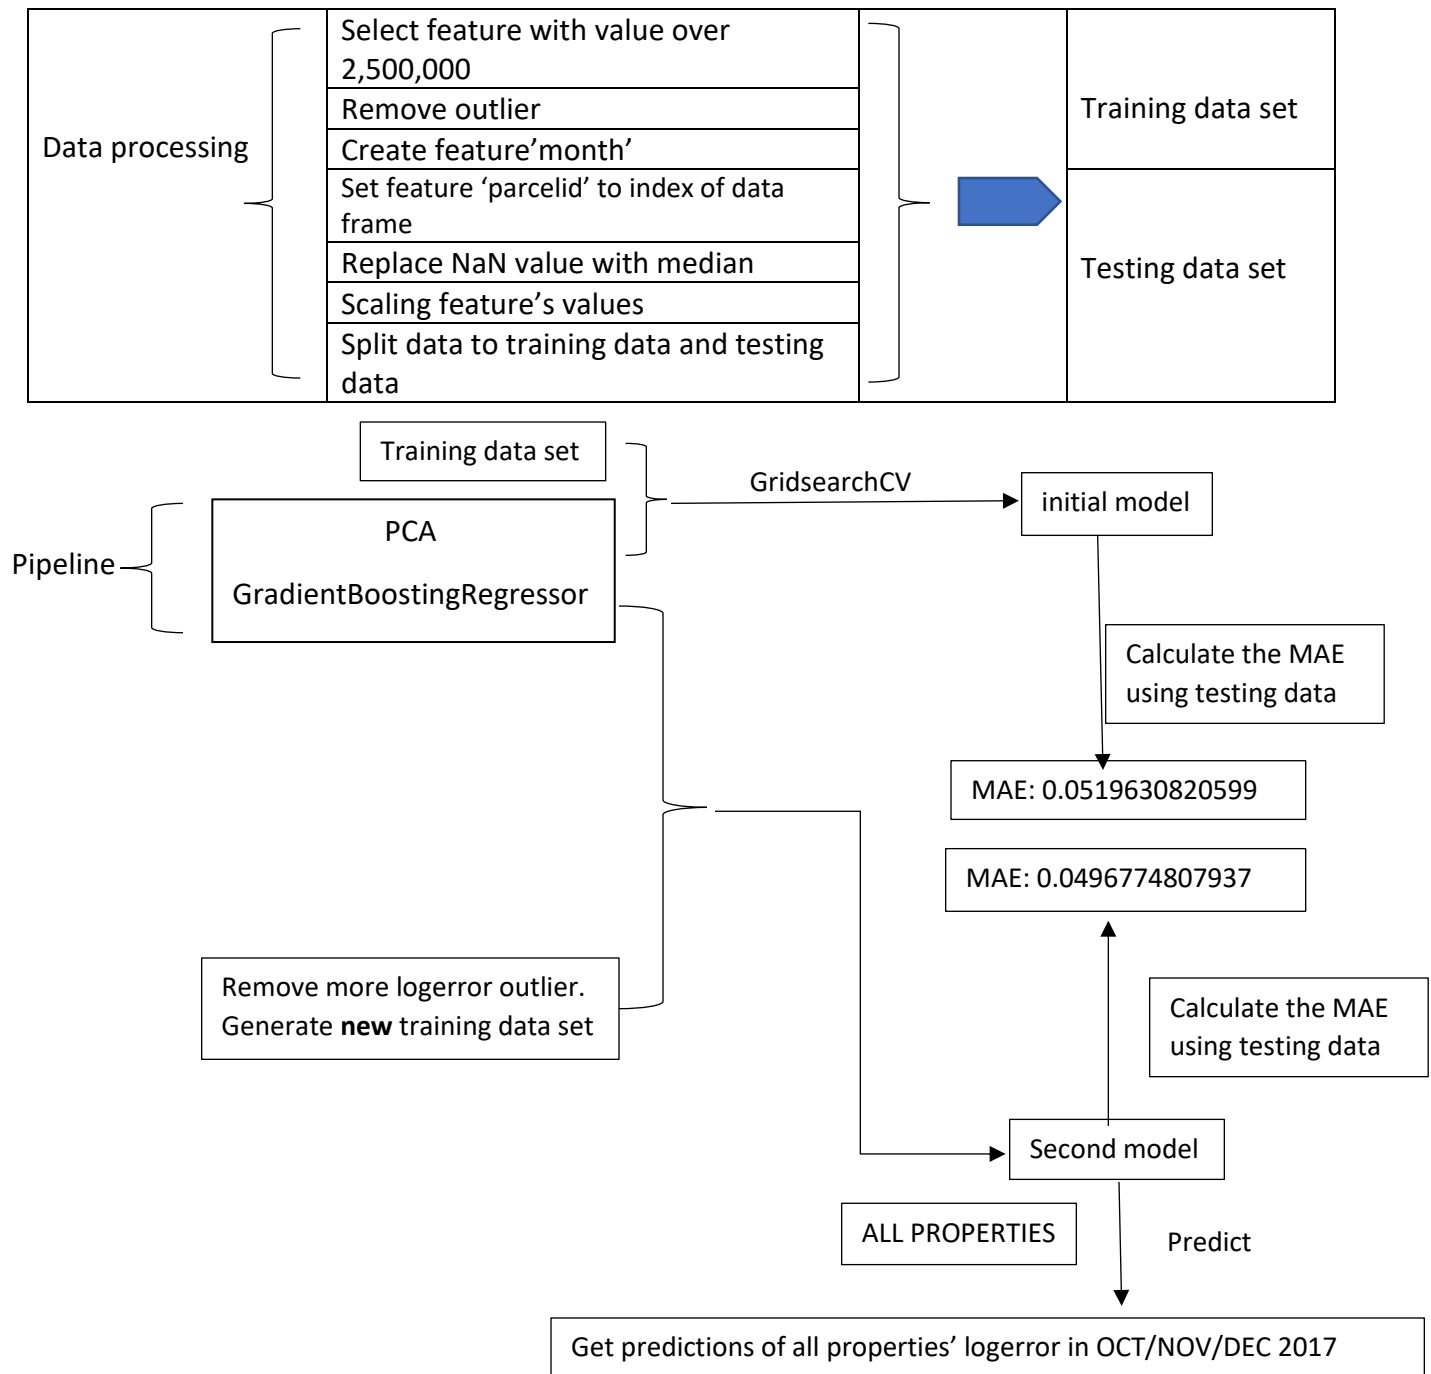 Data processing
Select feature with value over
2,500,000
Remove outlier
Create feature’month’
Set feature ‘parcelid’ to index of data
frame
Replace NaN value with median
Scaling feature’s values
Split data to training data and testing
data
Training data set
Testing data set
Training data set
GridsearchCV
initial model
Pipeline
PCA
GradientBoostingRegressor
Calculate the MAE
using testing data
MAE: 0.0519630820599
MAE: 0.0496774807937
Remove more logerror outlier.
Generate new training data set
Calculate the MAE
using testing data
Second model
ALL PROPERTIES
Predict
Get predictions of all properties’ logerror in OCT/NOV/DEC 2017